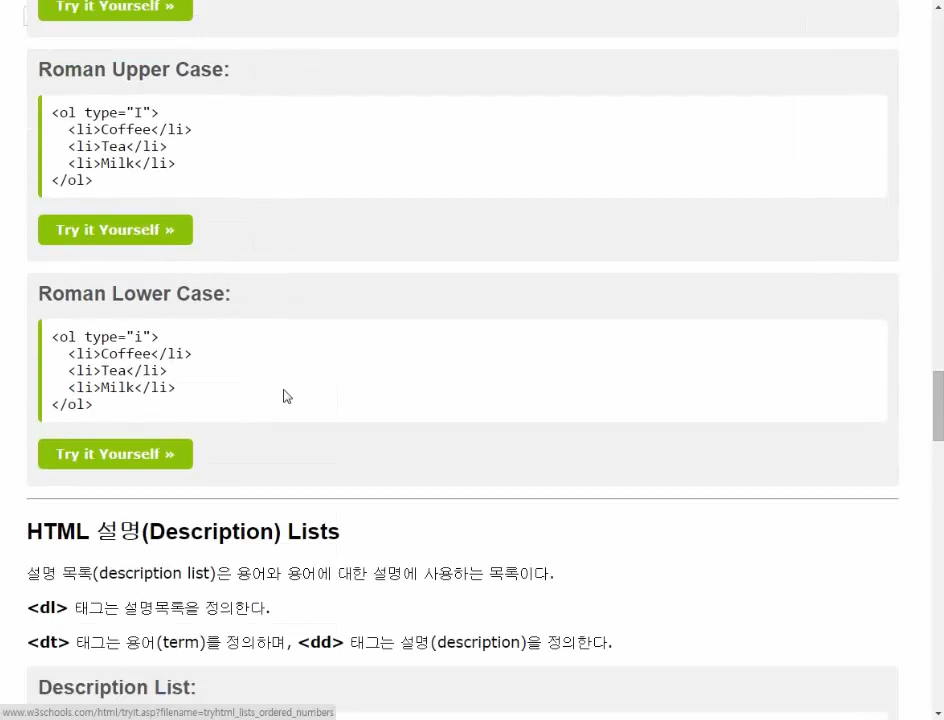 Try it Yourself »
Roman Upper Case:
<ol type="I">
<li>Coffee</li>
<li>Tea</li>
<li>Milk</li>
</ol>
Try it Yourself »
Roman Lower Case:
<ol type="i">
<li>Coffee</li>
<li>Tea</li>
<li>Milk</li>
</ol>
Try it Yourself »
HTML 설명(Description) Lists
설명 목록(description list)은 용어와 용어에 대한 설명에 사용하는 목록이다.
<dl> 태그는 설명목록을 정의한다.
<dt> 태그는 용어(term)를 정의하며, <dd> 태그는 설명(description)을 정의한다.
Description List:
www.w3schools.com/html/tryit.asp?filename=tryhtml_lists_ordered_numbers